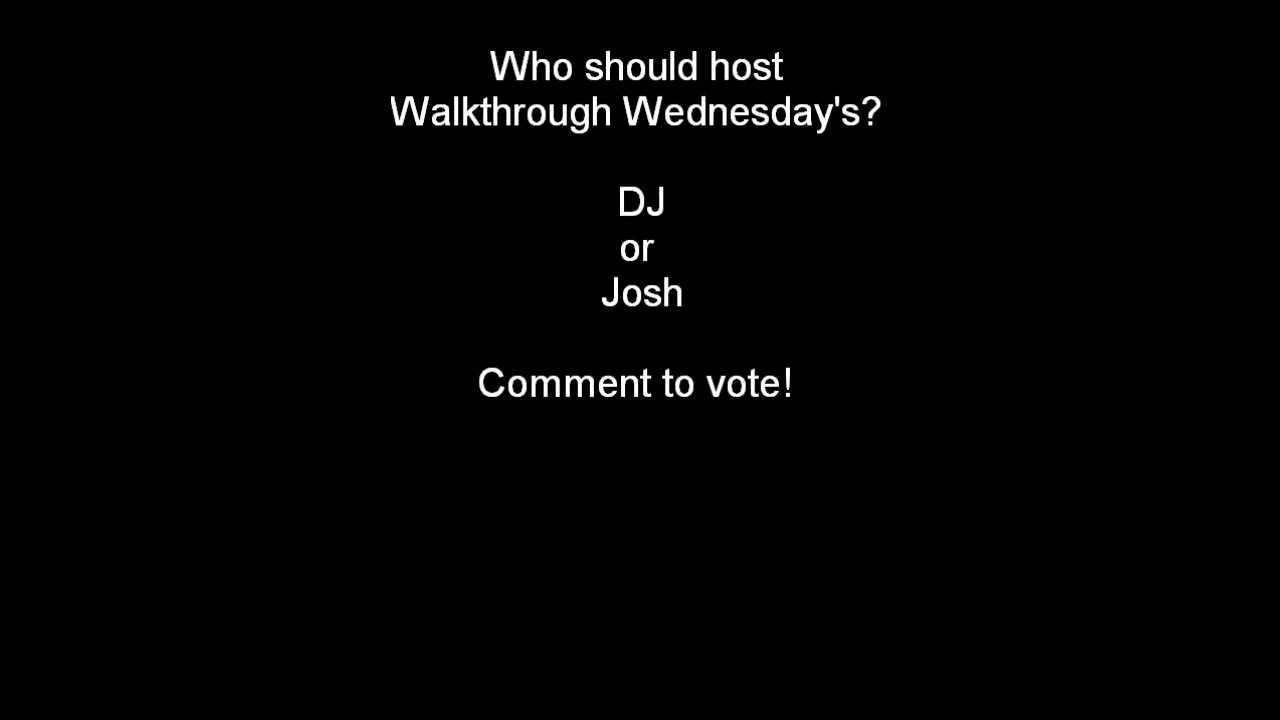 Who should host
Walkthrough Wednesday's?
DJ
or
Josh
Comment to vote!